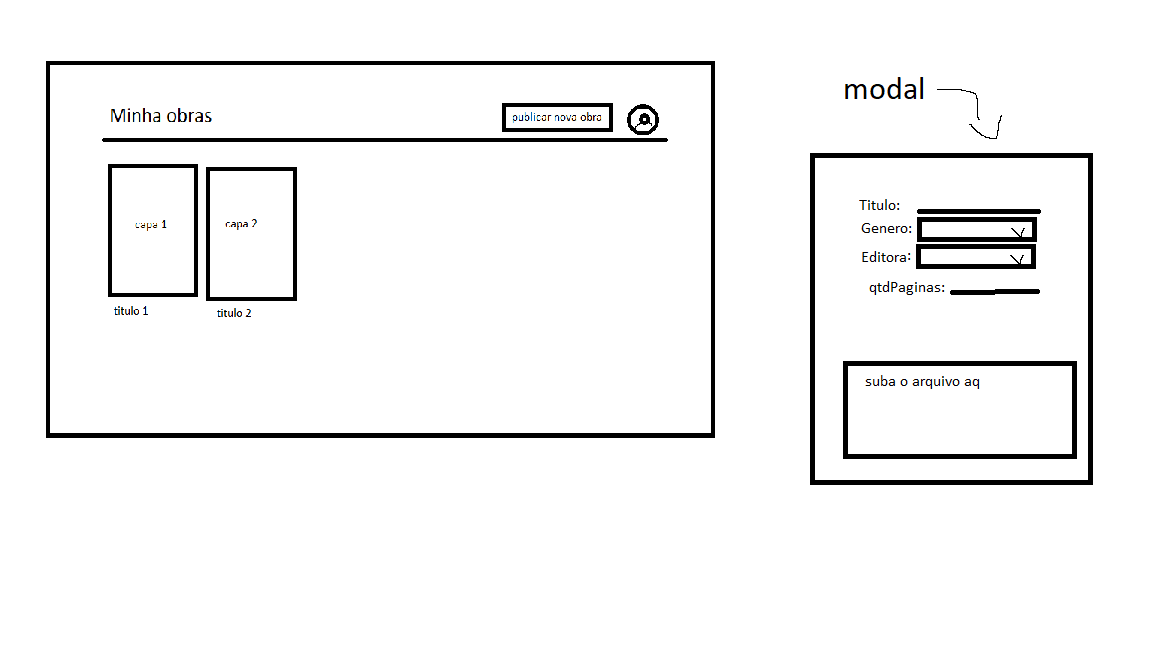 Minha obras
publicar nova obra
capa 1
capa 2
titulo 1
titulo 2
modal
Titulo:
Genero:
Editora:
qtdPaginas:
suba o arquivo aq